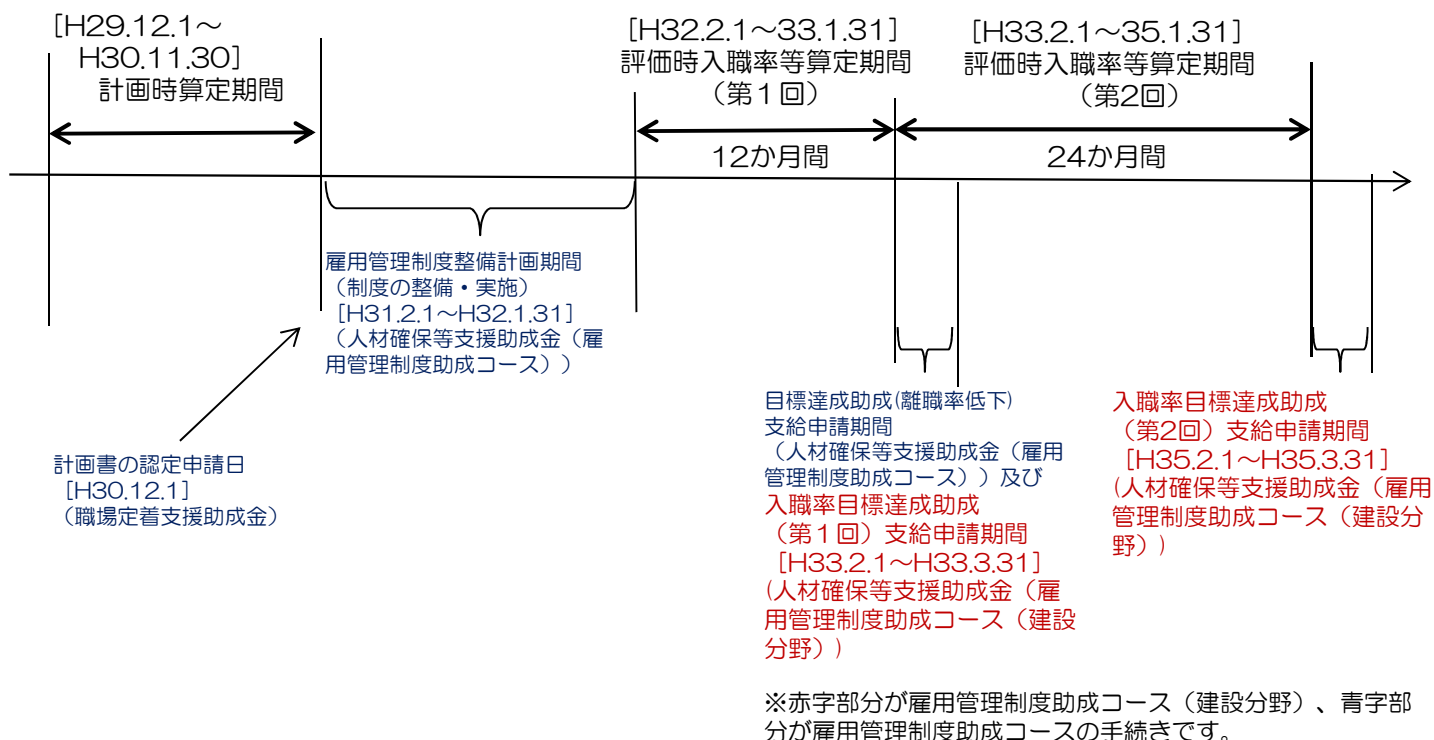 [H29.12.1～
H30.11.30]
計画時算定期間
[H32.2.1～33.1.31]
評価時入職率等算定期間
（第１回）
[H33.2.1～35.1.31]
評価時入職率等算定期間
（第2回）
12か月間
24か月間
雇用管理制度整備計画期間
（制度の整備・実施）
[H31.2.1～H32.1.31]
（人材確保等支援助成金（雇
用管理制度助成コース））
計画書の認定申請日
[H30.12.1]
（職場定着支援助成金）
目標達成助成(離職率低下)
支給申請期間
（人材確保等支援助成金（雇用
管理制度助成コース））及び
入職率目標達成助成
（第１回）支給申請期間
[H33.2.1～H33.3.31]
(人材確保等支援助成金（雇
用管理制度助成コース（建設
分野）)
入職率目標達成助成
（第2回）支給申請期間
[H35.2.1～H35.3.31]
(人材確保等支援助成金（雇用
管理制度助成コース（建設分
野）)
※赤字部分が雇用管理制度助成コース（建設分野）、青字部
分が雇用管理制度助成コースの手続きです。